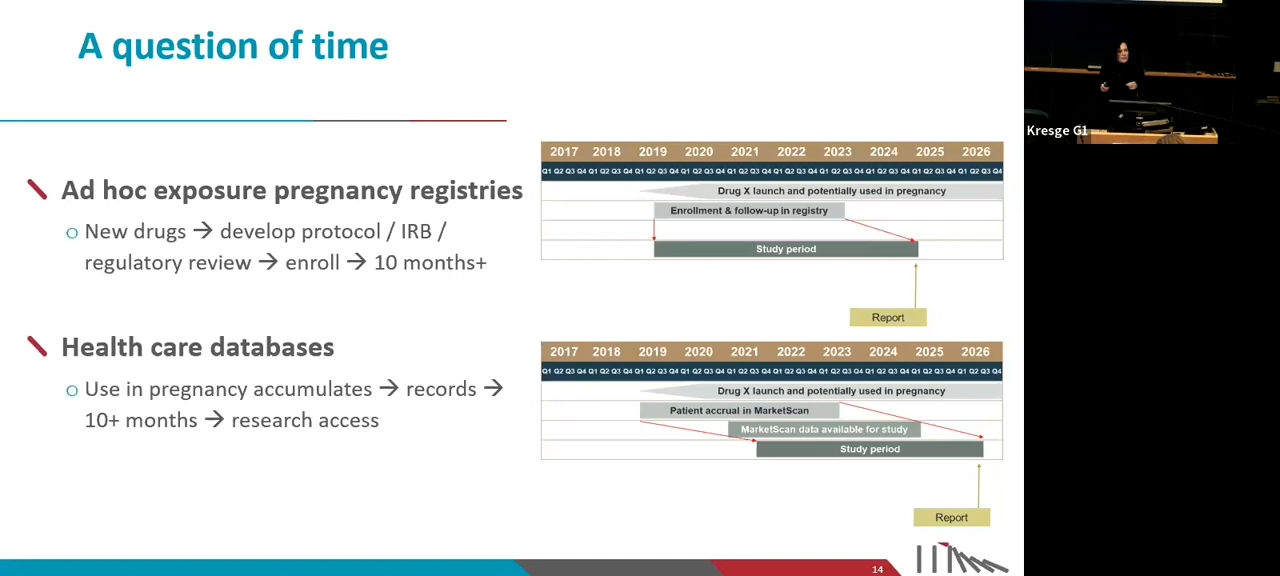 A question of time
Ad hoc exposure pregnancy registries
o New drugs → develop protocol / IRB /
regulatory review → enroll → 10 months+
Health care databases
o Use in pregnancy accumulates → records →
10+ months → research access
2017 2018 2019 2020 2021 2022 2023 2024 2025 2026
Q1 Q2 Q3 Q4 Q1 Q2 Q3 Q4 Q1 Q2 Q3 Q4 Q1 Q2 Q3 Q4 Q1 Q2 Q3 Q4 Q1 Q2 Q3 Q4 Q1 Q2 Q3 Q4 Q1 Q2 Q3 Q4 Q1 Q2 Q3 Q4 Q1 Q2 Q3 Q4
Drug X launch and potentially used in pregnancy
Enrollment & follow-up in registry
Study period
Report
2017 2018 2019 2020 2021 2022 2023 2024 2025 2026
Q1 Q2 Q3 Q4 Q1 Q2 Q3 Q4 Q1 Q2 Q3 Q4 Q1 Q2 Q3 Q4 Q1 Q2 Q3 Q4 Q1 Q2 Q3 Q4 Q1 Q2 Q3 Q4 Q1 Q2 Q3 Q4 Q1 Q2 Q3 Q4 Q1 Q2 Q3 Q4
Drug X launch and potentially used in pregnancy
Patient accrual in MarketScan
MarketScan data available for study
Study period
Report
14
Kresge G1